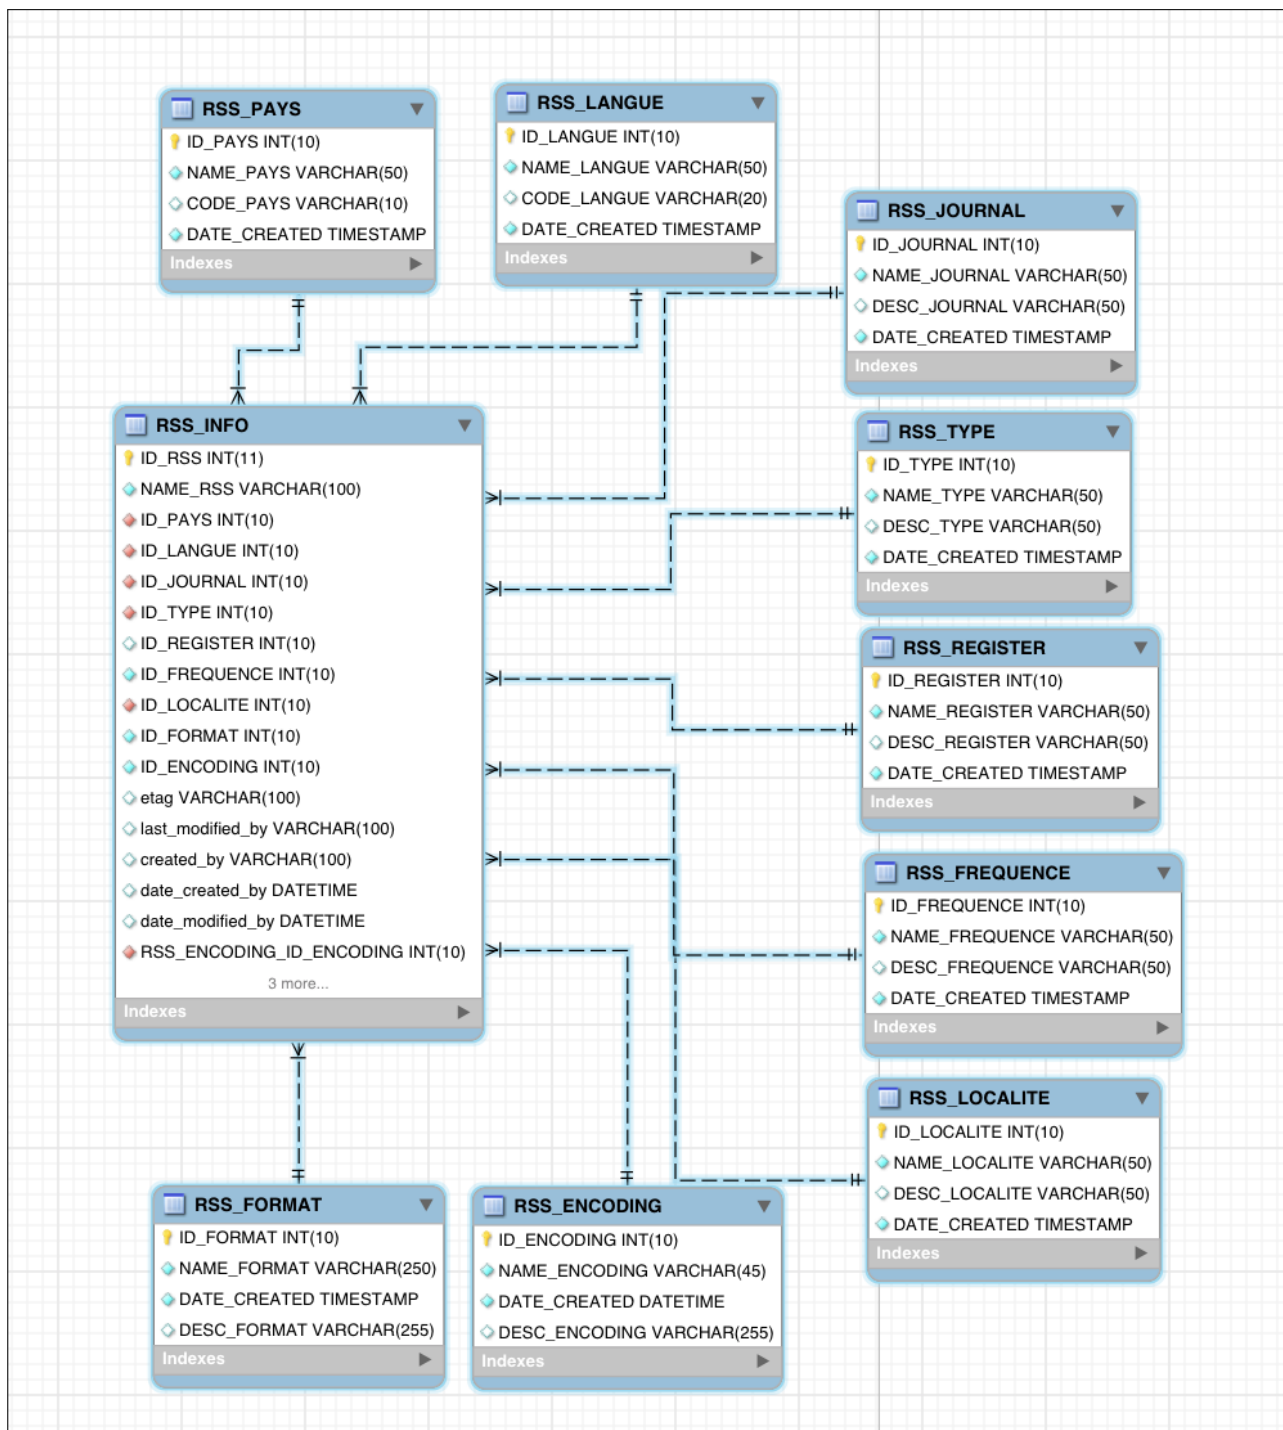 RSS_PAYS
ID_PAYS INT(10)
NAME_PAYS VARCHAR(50)
CODE_PAYS VARCHAR(10)
DATE_CREATED TIMESTAMP
Indexes
RSS_LANGUE
ID_LANGUE INT(10)
NAME_LANGUE VARCHAR(50)
CODE_LANGUE VARCHAR(20)
DATE_CREATED TIMESTAMP
Indexes
RSS_JOURNAL
ID_JOURNAL INT(10)
NAME_JOURNAL VARCHAR(50)
DESC_JOURNAL VARCHAR(50)
DATE_CREATED TIMESTAMP
Indexes
RSS_INFO
ID_RSS INT(11)
NAME_RSS VARCHAR(100)
ID_PAYS INT(10)
ID_LANGUE INT(10)
ID_JOURNAL INT(10)
ID_TYPE INT(10)
ID_REGISTER INT(10)
ID_FREQUENCE INT(10)
ID_LOCALITE INT(10)
ID_FORMAT INT(10)
ID_ENCODING INT(10)
etag VARCHAR(100)
last_modified_by VARCHAR(100)
created_by VARCHAR(100)
date_created_by DATETIME
date_modified_by DATETIME
RSS_ENCODING_ID_ENCODING INT(10)
3 more...
Indexes
RSS_TYPE
ID_TYPE INT(10)
NAME_TYPE VARCHAR(50)
DESC_TYPE VARCHAR(50)
DATE_CREATED TIMESTAMP
Indexes
RSS_REGISTER
ID_REGISTER INT(10)
NAME_REGISTER VARCHAR(50)
DESC_REGISTER VARCHAR(50)
DATE_CREATED TIMESTAMP
Indexes
RSS_FREQUENCE
ID_FREQUENCE INT(10)
NAME_FREQUENCE VARCHAR(50)
DESC_FREQUENCE VARCHAR(50)
DATE_CREATED TIMESTAMP
Indexes
RSS_LOCALITE
ID_LOCALITE INT(10)
NAME_LOCALITE VARCHAR(50)
DESC_LOCALITE VARCHAR(50)
DATE_CREATED TIMESTAMP
Indexes
RSS_FORMAT
ID_FORMAT INT(10)
NAME_FORMAT VARCHAR(250)
DATE_CREATED TIMESTAMP
DESC_FORMAT VARCHAR(255)
Indexes
RSS_ENCODING
ID_ENCODING INT(10)
NAME_ENCODING VARCHAR(45)
DATE_CREATED DATETIME
DESC_ENCODING VARCHAR(255)
Indexes